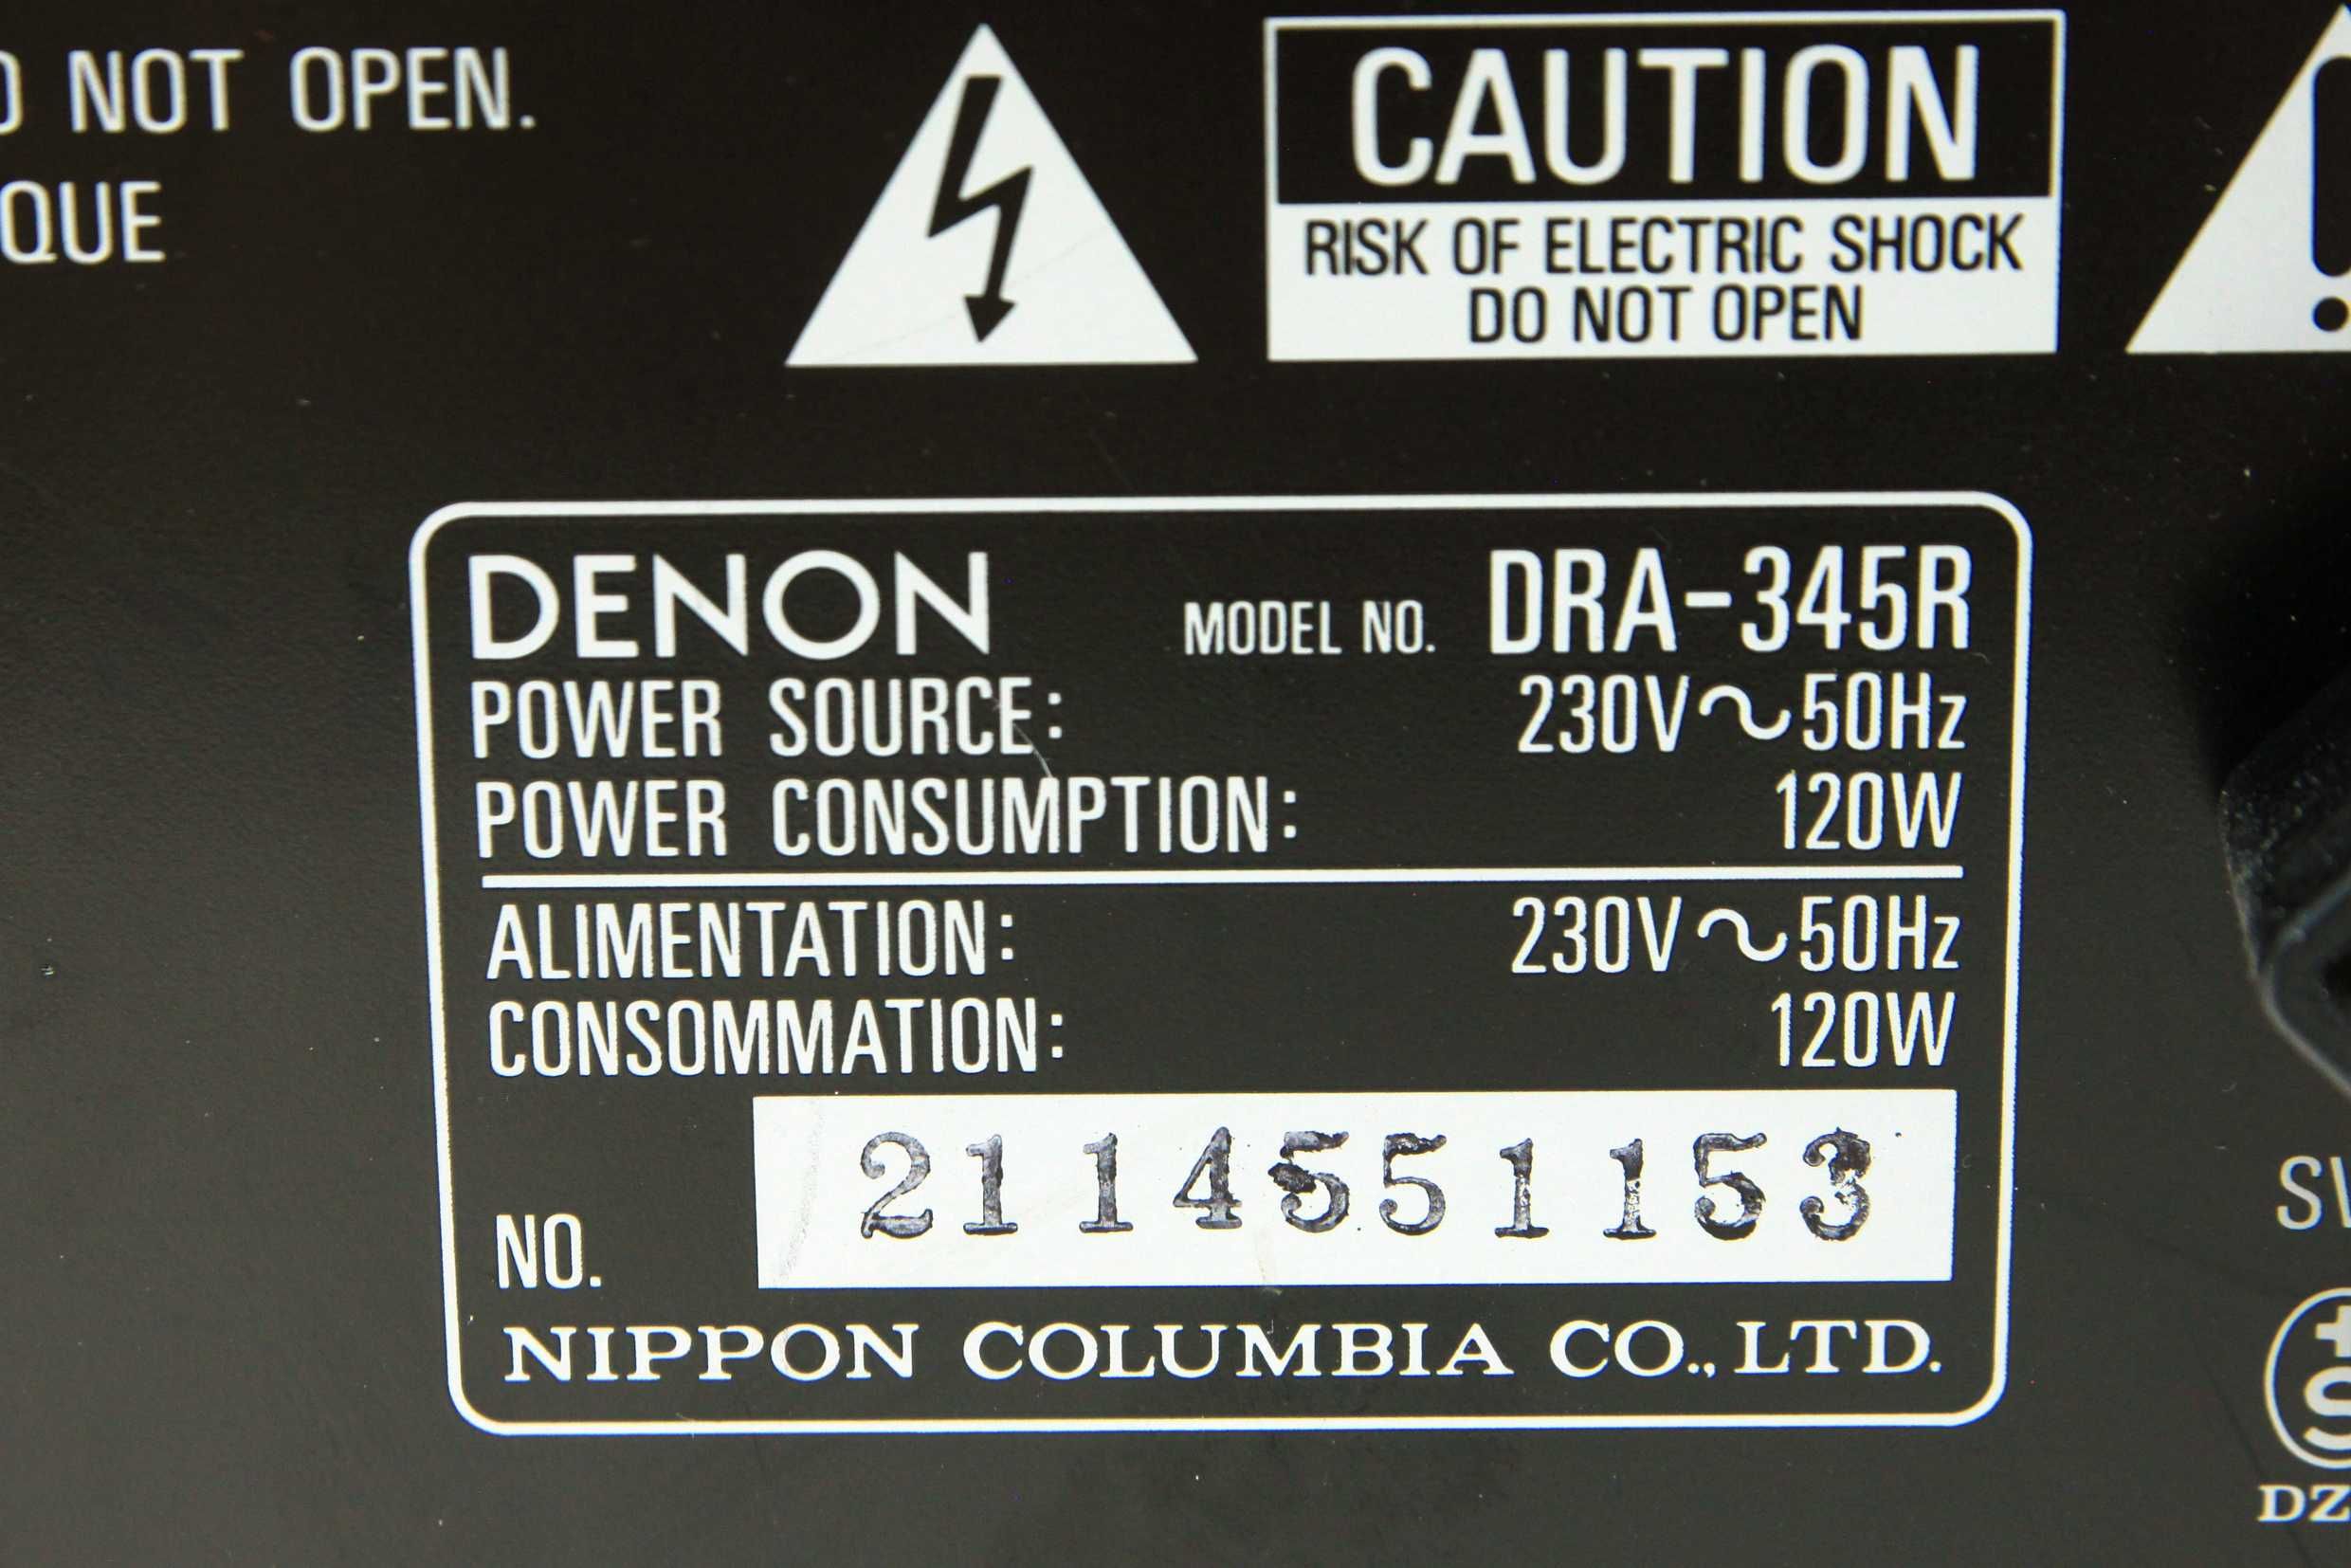 DO NOT OPEN.
QUE
CAUTION
RISK OF ELECTRIC SHOCK
DO NOT OPEN
DENON MODEL NO. DRA-345R
POWER SOURCE: 230V~50Hz
POWER CONSUMPTION: 120W
ALIMENTATION: 230V~50Hz
CONSOMMATION: 120W
NO. 2114551153
NIPPON COLUMBIA CO., LTD.